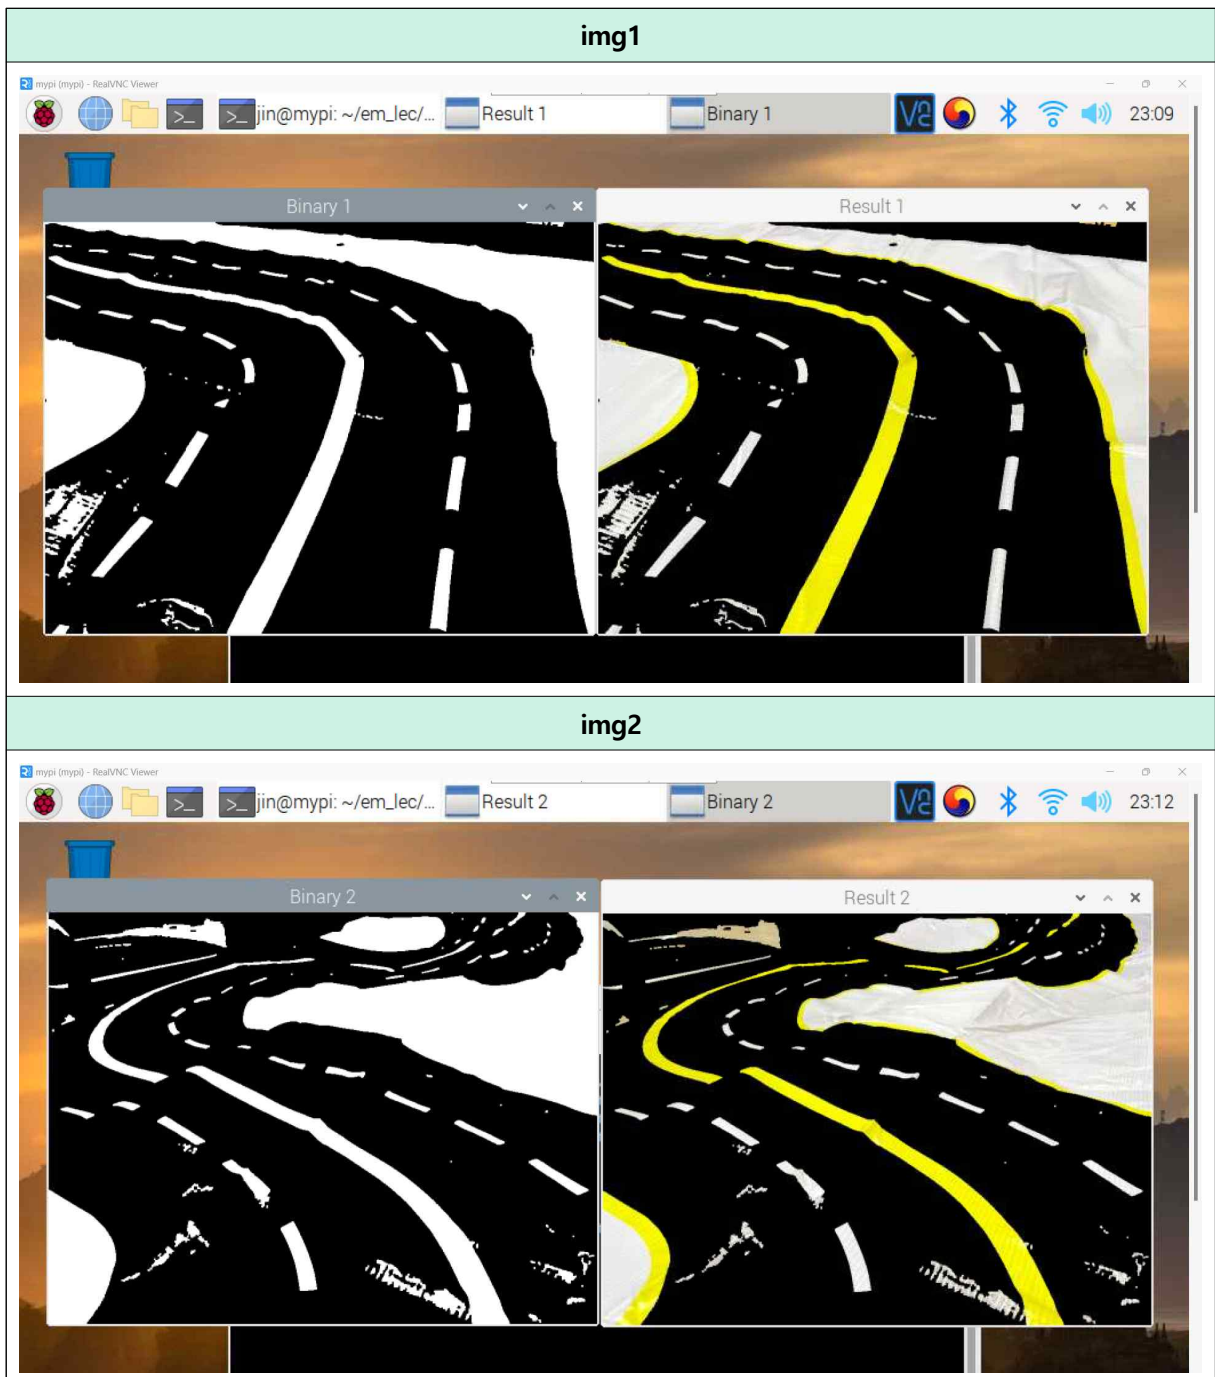 img1
mypi (mypi) - RealVNC Viewer
jin@mypi: ~/em_lec/... Result 1 Binary 1 23:09
Binary 1 Result 1
img2
mypi (mypi) - RealVNC Viewer
jin@mypi: ~/em_lec/... Result 2 Binary 2 23:12
Binary 2 Result 2